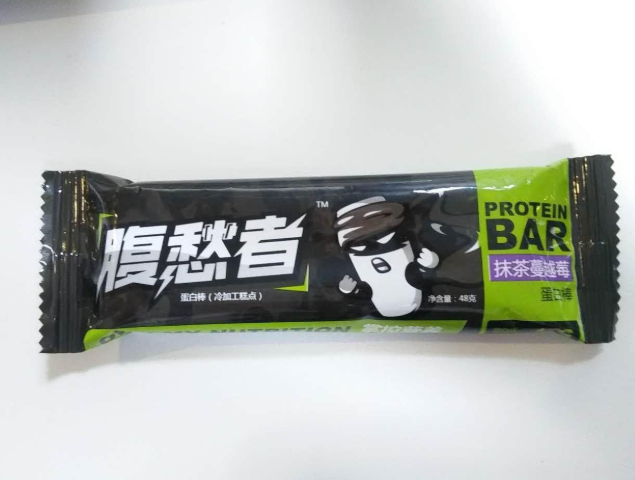 腹愁者
TM
蛋白棒（冷加工糕点）
净含量：48克
PROTEIN
BAR
抹茶蔓越莓
蛋白棒
NUTRITION